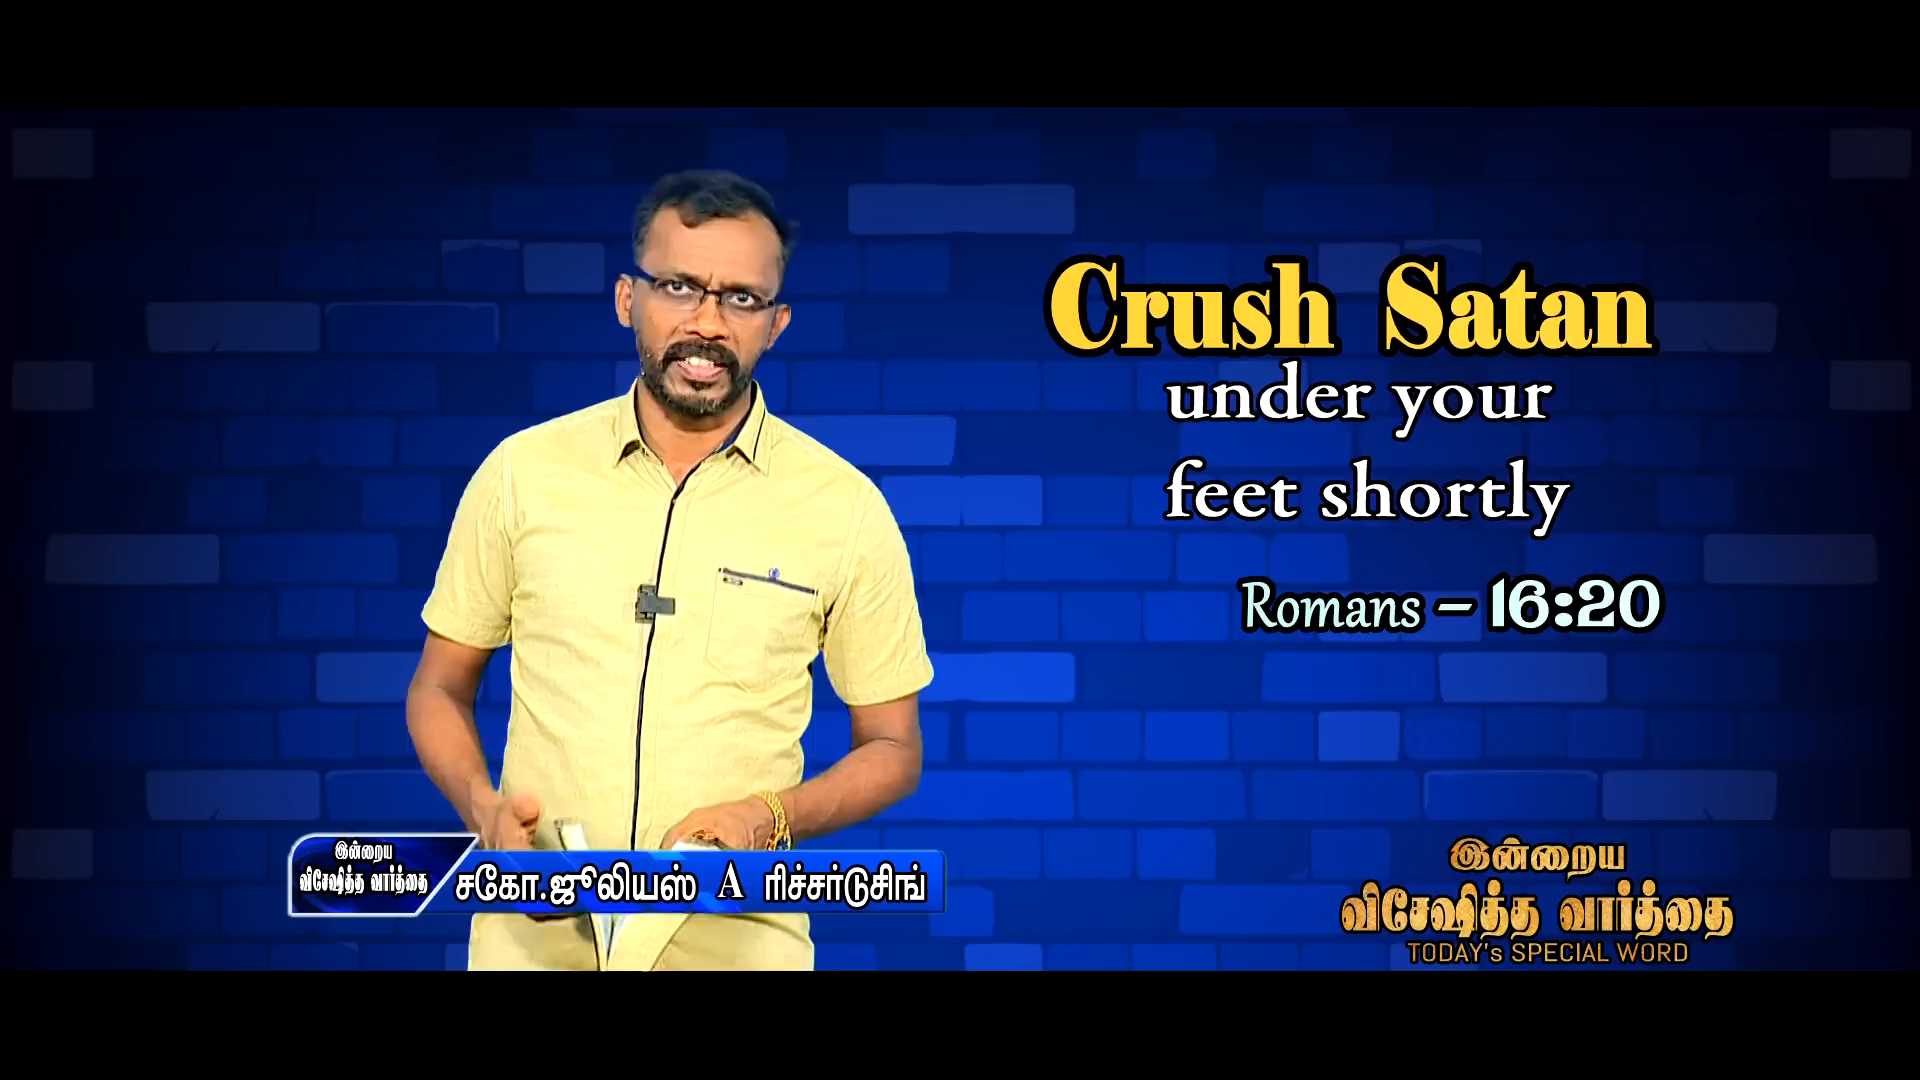 Crush Satan
under your
feet shortly
Romans – 16:20
இன்றைய
விசேஷித்த வார்த்தை
சகோ.ஜூலியஸ் A ரிச்சர்டுசிங்
இன்றைய
விசேஷித்த வார்த்தை
TODAY's SPECIAL WORD